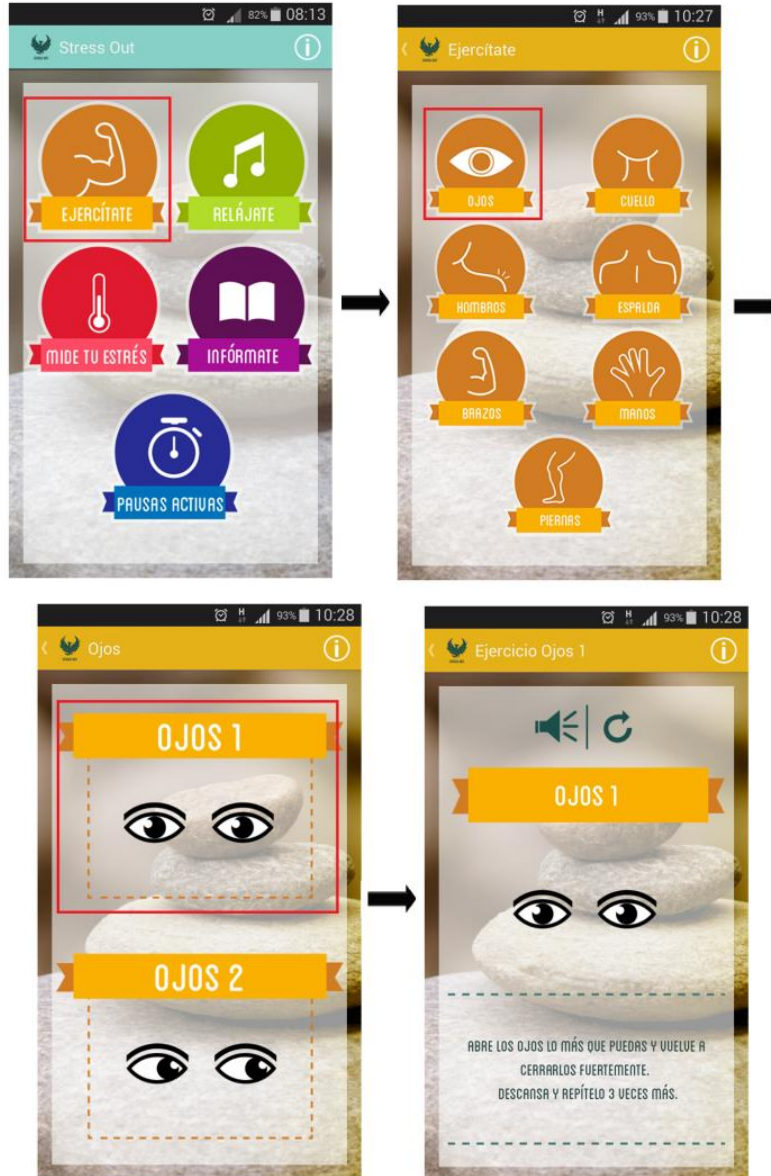 82% 08:13
Stress Out
EJERCÍTATE
RELÁJATE
MIDE TU ESTRÉS
INFÓRMATE
PAUSAS ACTIVAS
H 93% 10:27
Ejercítate
OJOS
CUELLO
HOMBROS
ESPALDA
BRAZOS
MANOS
PIERNAS
H 93% 10:28
Ojos
OJOS 1
OJOS 2
H 93% 10:28
Ejercicio Ojos 1
OJOS 1
ABRE LOS OJOS LO MÁS QUE PUEDAS Y VUELVE A
CERRARLOS FUERTEMENTE.
DESCANSA Y REPÍTELO 3 VECES MÁS.